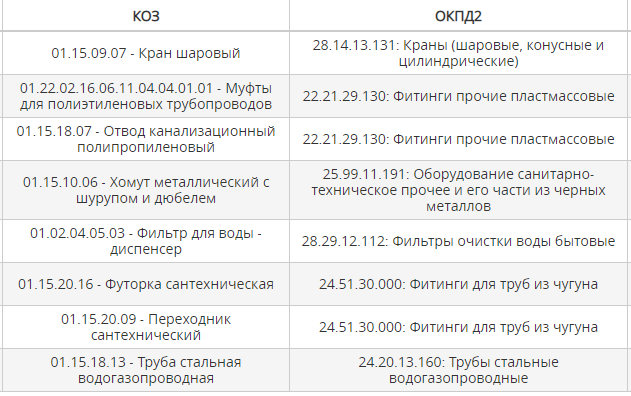 КОЗ
ОКПД2
01.15.09.07 - Кран шаровый
28.14.13.131: Краны (шаровые, конусные и
цилиндрические)
01.22.02.16.06.11.04.04.01.01 - Муфты
для полиэтиленовых трубопроводов
22.21.29.130: Фитинги прочие пластмассовые
01.15.18.07 - Отвод канализационный
полипропиленовый
22.21.29.130: Фитинги прочие пластмассовые
01.15.10.06 - Хомут металлический с
шурупом и дюбелем
25.99.11.191: Оборудование санитарно-
техническое прочее и его части из черных
металлов
01.02.04.05.03 - Фильтр для воды -
диспенсер
28.29.12.112: Фильтры очистки воды бытовые
01.15.20.16 - Футорка сантехническая
24.51.30.000: Фитинги для труб из чугуна
01.15.20.09 - Переходник
сантехнический
24.51.30.000: Фитинги для труб из чугуна
01.15.18.13 - Труба стальная
водогазопроводная
24.20.13.160: Трубы стальные
водогазопроводные